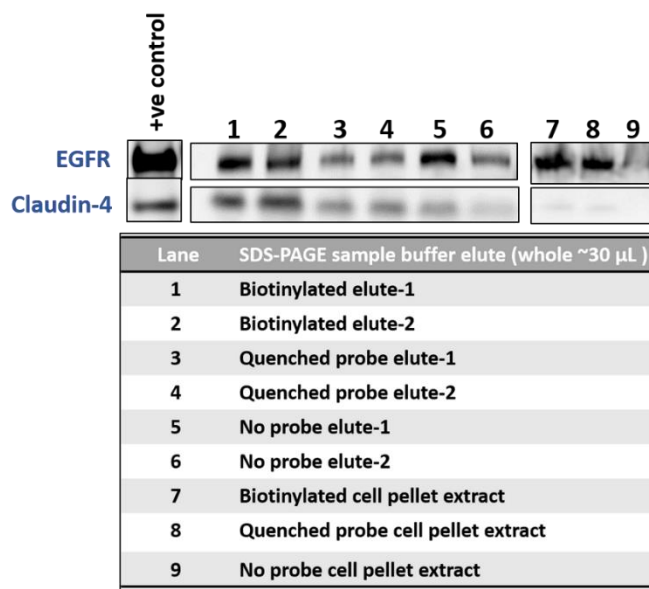 +ve control
1 2 3 4 5 6 7 8 9
EGFR
Claudin-4
Lane SDS-PAGE sample buffer elute (whole ~30 µL )
1 Biotinylated elute-1
2 Biotinylated elute-2
3 Quenched probe elute-1
4 Quenched probe elute-2
5 No probe elute-1
6 No probe elute-2
7 Biotinylated cell pellet extract
8 Quenched probe cell pellet extract
9 No probe cell pellet extract